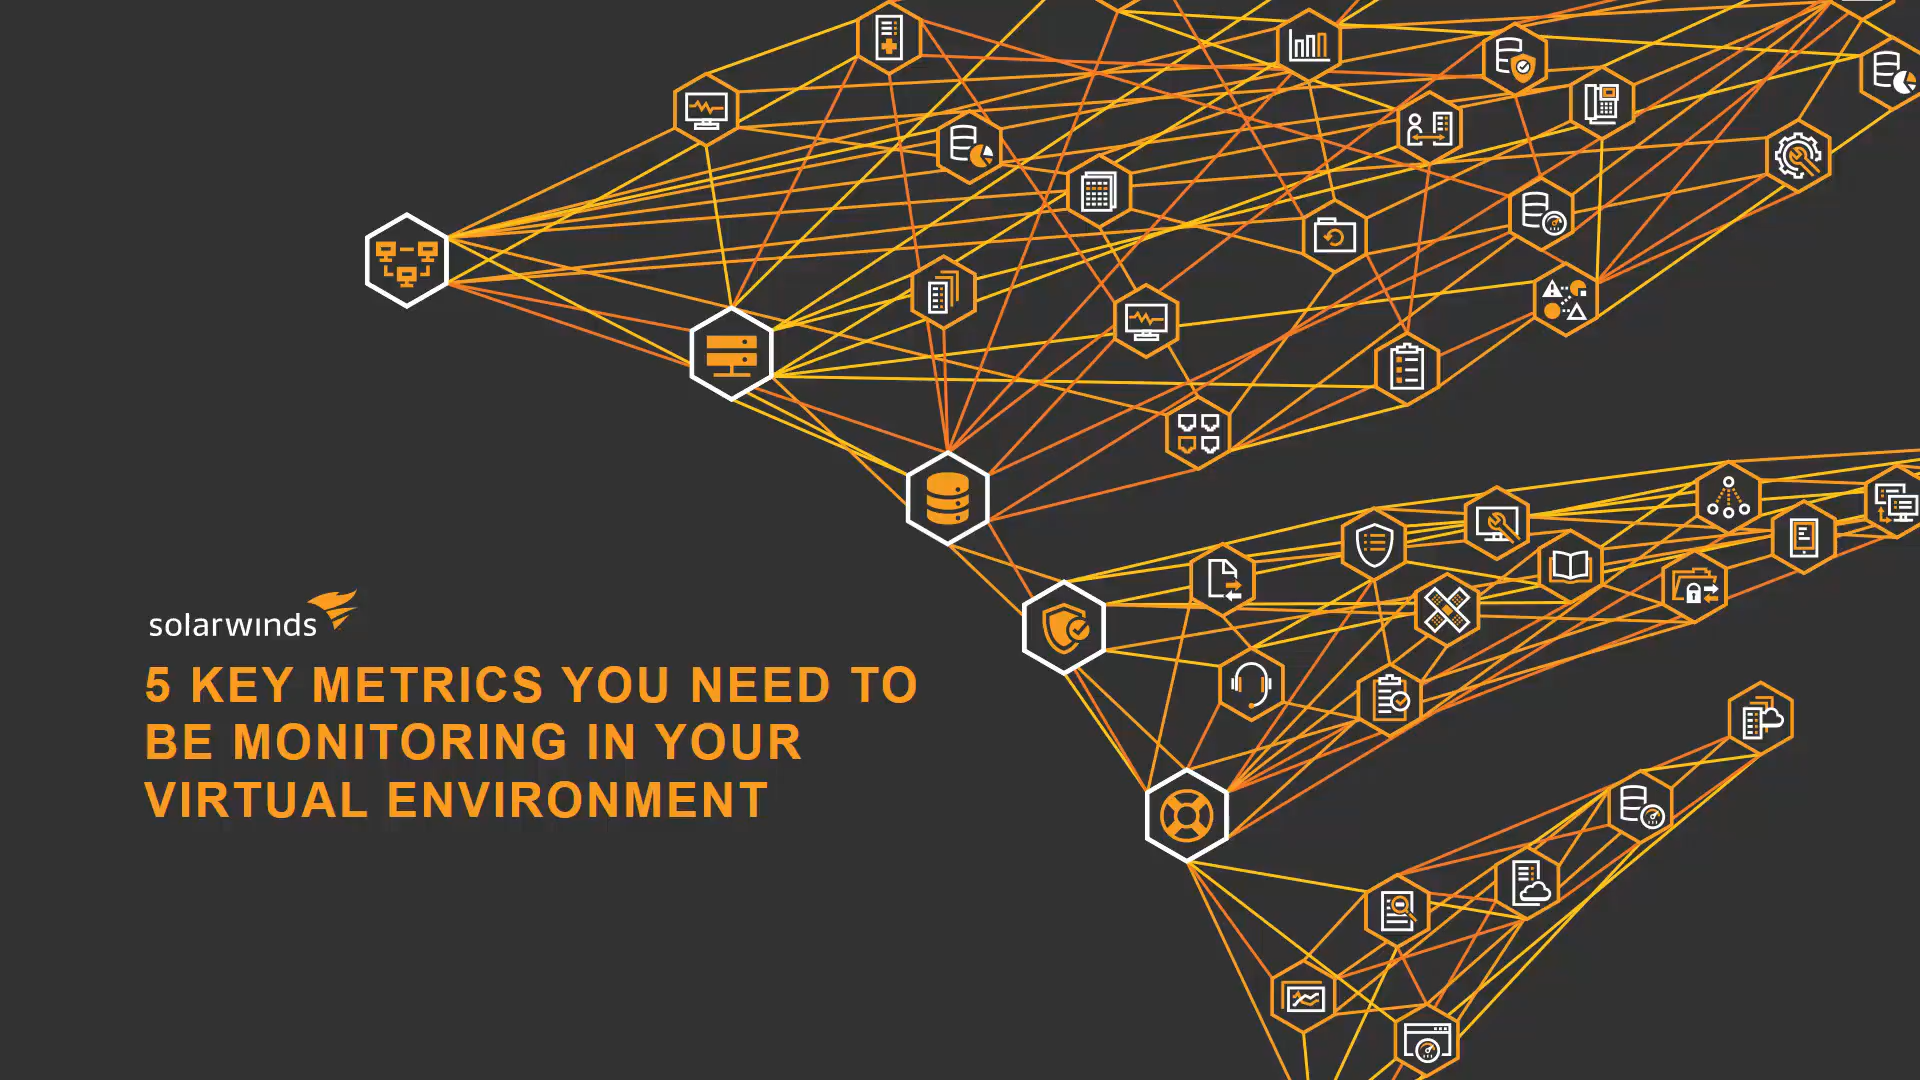 solarwinds
5 KEY METRICS YOU NEED TO
BE MONITORING IN YOUR
VIRTUAL ENVIRONMENT